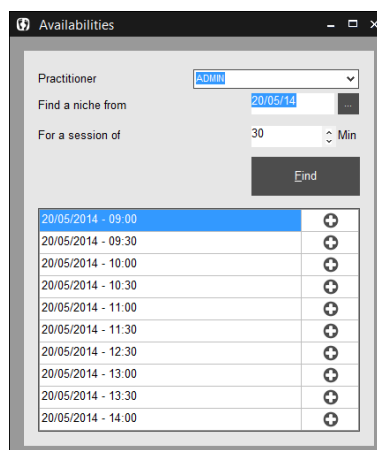 Availabilities
Practitioner ADMIN
Find a niche from 20/05/14 ...
For a session of 30 Min
Find
20/05/2014 - 09:00
20/05/2014 - 09:30
20/05/2014 - 10:00
20/05/2014 - 10:30
20/05/2014 - 11:00
20/05/2014 - 11:30
20/05/2014 - 12:30
20/05/2014 - 13:00
20/05/2014 - 13:30
20/05/2014 - 14:00